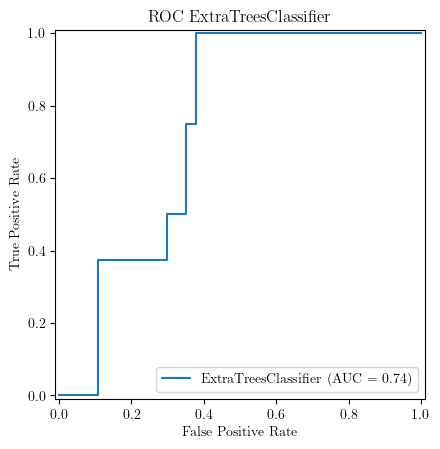 ROC ExtraTreesClassifier
1.0
0.8
0.6
0.4
0.2
0.0
True Positive Rate
ExtraTreesClassifier (AUC = 0.74)
0.0 0.2 0.4 0.6 0.8 1.0
False Positive Rate